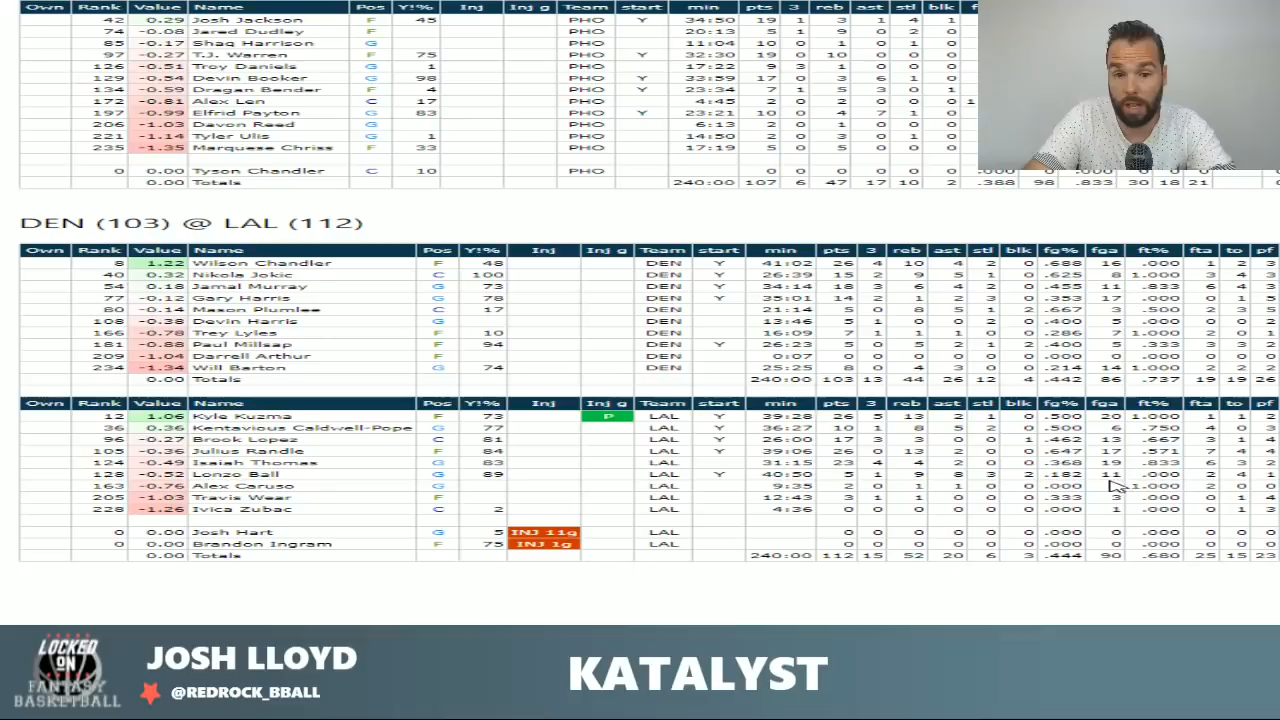 Own Rank Value Name Pos Y!% Inj Inj g Team start min pts 3 reb ast stl blk
42 0.29 Josh Jackson F 45 PHO Y 34:50 19 1 3 1 4 1
74 -0.08 Jared Dudley F PHO 20:13 5 1 9 0 2 0
85 -0.17 Shaq Harrison G PHO 11:04 10 0 1 0 1 0
97 -0.27 T.J. Warren F 75 PHO Y 32:30 19 0 10 0 0 0
126 -0.51 Troy Daniels G 1 PHO 17:22 9 3 1 0 0 0
129 -0.54 Devin Booker G 98 PHO Y 33:59 17 0 3 6 1 0
134 -0.59 Dragan Bender F 4 PHO Y 23:34 7 1 5 3 0 1
172 -0.81 Alex Len C 17 PHO 4:45 2 0 2 0 0 0 1
197 -0.99 Elfrid Payton G 83 PHO Y 23:21 10 0 4 7 1 0
206 -1.03 Davon Reed G PHO 6:13 2 0 1 0 0 0
221 -1.14 Tyler Ulis G 1 PHO 14:50 2 0 3 0 1 0
235 -1.35 Marquese Chriss F 33 PHO 17:19 5 0 5 0 0 0
0 0.00 Tyson Chandler C 10 PHO 0 0 0 0 0 0 .000 0 .000 0 0 0
0.00 Totals 240:00 107 6 47 17 10 2 .388 98 .833 30 18 21
DEN (103) @ LAL (112)
Own Rank Value Name Pos Y!% Inj Inj g Team start min pts 3 reb ast stl blk fg% fga ft% fta to pf
8 1.22 Wilson Chandler F 48 DEN Y 41:02 26 4 10 4 2 0 .688 16 .000 1 2 3
40 0.32 Nikola Jokic C 100 DEN Y 26:39 15 2 9 5 1 0 .625 8 1.000 3 4 3
54 0.18 Jamal Murray G 73 DEN Y 34:14 18 3 6 4 2 0 .455 11 .833 6 4 3
77 -0.12 Gary Harris G 78 DEN Y 35:01 14 2 1 2 3 0 .353 17 .000 0 1 5
80 -0.14 Mason Plumlee C 17 DEN 21:14 5 0 8 5 1 2 .667 3 .500 2 3 5
108 -0.38 Devin Harris G DEN 13:46 5 1 0 0 2 0 .400 5 .000 0 0 2
166 -0.78 Trey Lyles F 10 DEN 16:09 7 1 1 1 0 0 .286 7 1.000 2 0 1
181 -0.88 Paul Millsap F 94 DEN Y 26:23 5 0 5 2 1 2 .400 5 .333 3 3 2
209 -1.04 Darrell Arthur F DEN 0:07 0 0 0 0 0 0 .000 0 .000 0 0 0
234 -1.34 Will Barton G 74 DEN 25:25 8 0 4 3 0 0 .214 14 1.000 2 2 0
0.00 Totals 240:00 103 13 44 26 12 4 .442 86 .737 19 19 26
Own Rank Value Name Pos Y!% Inj Inj g Team start min pts 3 reb ast stl blk fg% fga ft% fta to pf
12 1.06 Kyle Kuzma F 73 P LAL Y 39:28 26 5 13 2 1 0 .500 20 1.000 1 1 2
36 0.36 Kentavious Caldwell-Pope G 77 LAL Y 36:27 10 1 8 5 2 0 .500 6 .750 4 0 3
96 -0.27 Brook Lopez C 81 LAL Y 26:00 17 3 3 0 0 1 .462 13 .667 3 1 4
105 -0.36 Julius Randle F 84 LAL Y 39:06 26 0 13 2 0 0 .647 17 .571 7 4 4
124 -0.49 Isaiah Thomas G 83 LAL 31:15 23 4 4 2 0 0 .368 19 .833 6 3 2
128 -0.52 Lonzo Ball G 89 LAL Y 40:50 5 1 9 8 3 2 .182 11 .000 2 4 1
163 -0.76 Alex Caruso G LAL 9:35 2 0 1 1 0 0 .000 1.000 2 0 0
205 -1.03 Travis Wear F LAL 12:43 3 1 1 0 0 0 .333 3 .000 0 1 4
228 -1.26 Ivica Zubac C 2 LAL 4:36 0 0 0 0 0 0 .000 1 .000 0 1 3
0 0.00 Josh Hart G 5 INJ 11g LAL 0 0 0 0 0 0 .000 0 .000 0 0 0
0 0.00 Brandon Ingram F 75 INJ 1g LAL 0 0 0 0 0 0 .000 0 .000 0 0 0
0.00 Totals 240:00 112 15 52 20 6 3 .444 90 .680 25 15 23
LOCKED
ON
FANTASY
BASKETBALL
JOSH LLOYD
@REDROCK_BBALL
KATALYST